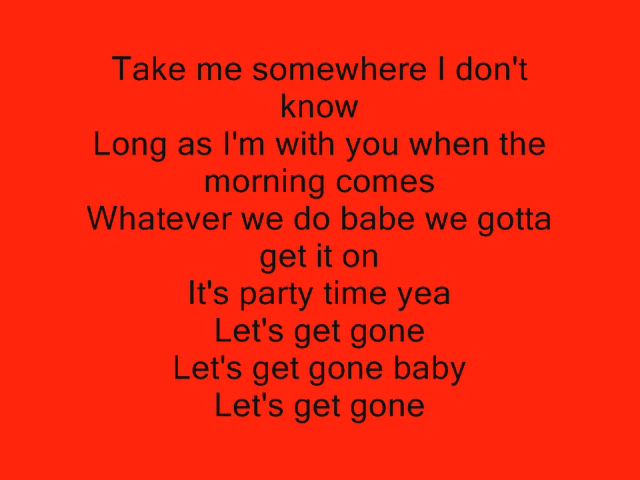 Take me somewhere I don't
know
Long as I'm with you when the
morning comes
Whatever we do babe we gotta
get it on
It's party time yea
Let's get gone
Let's get gone baby
Let's get gone